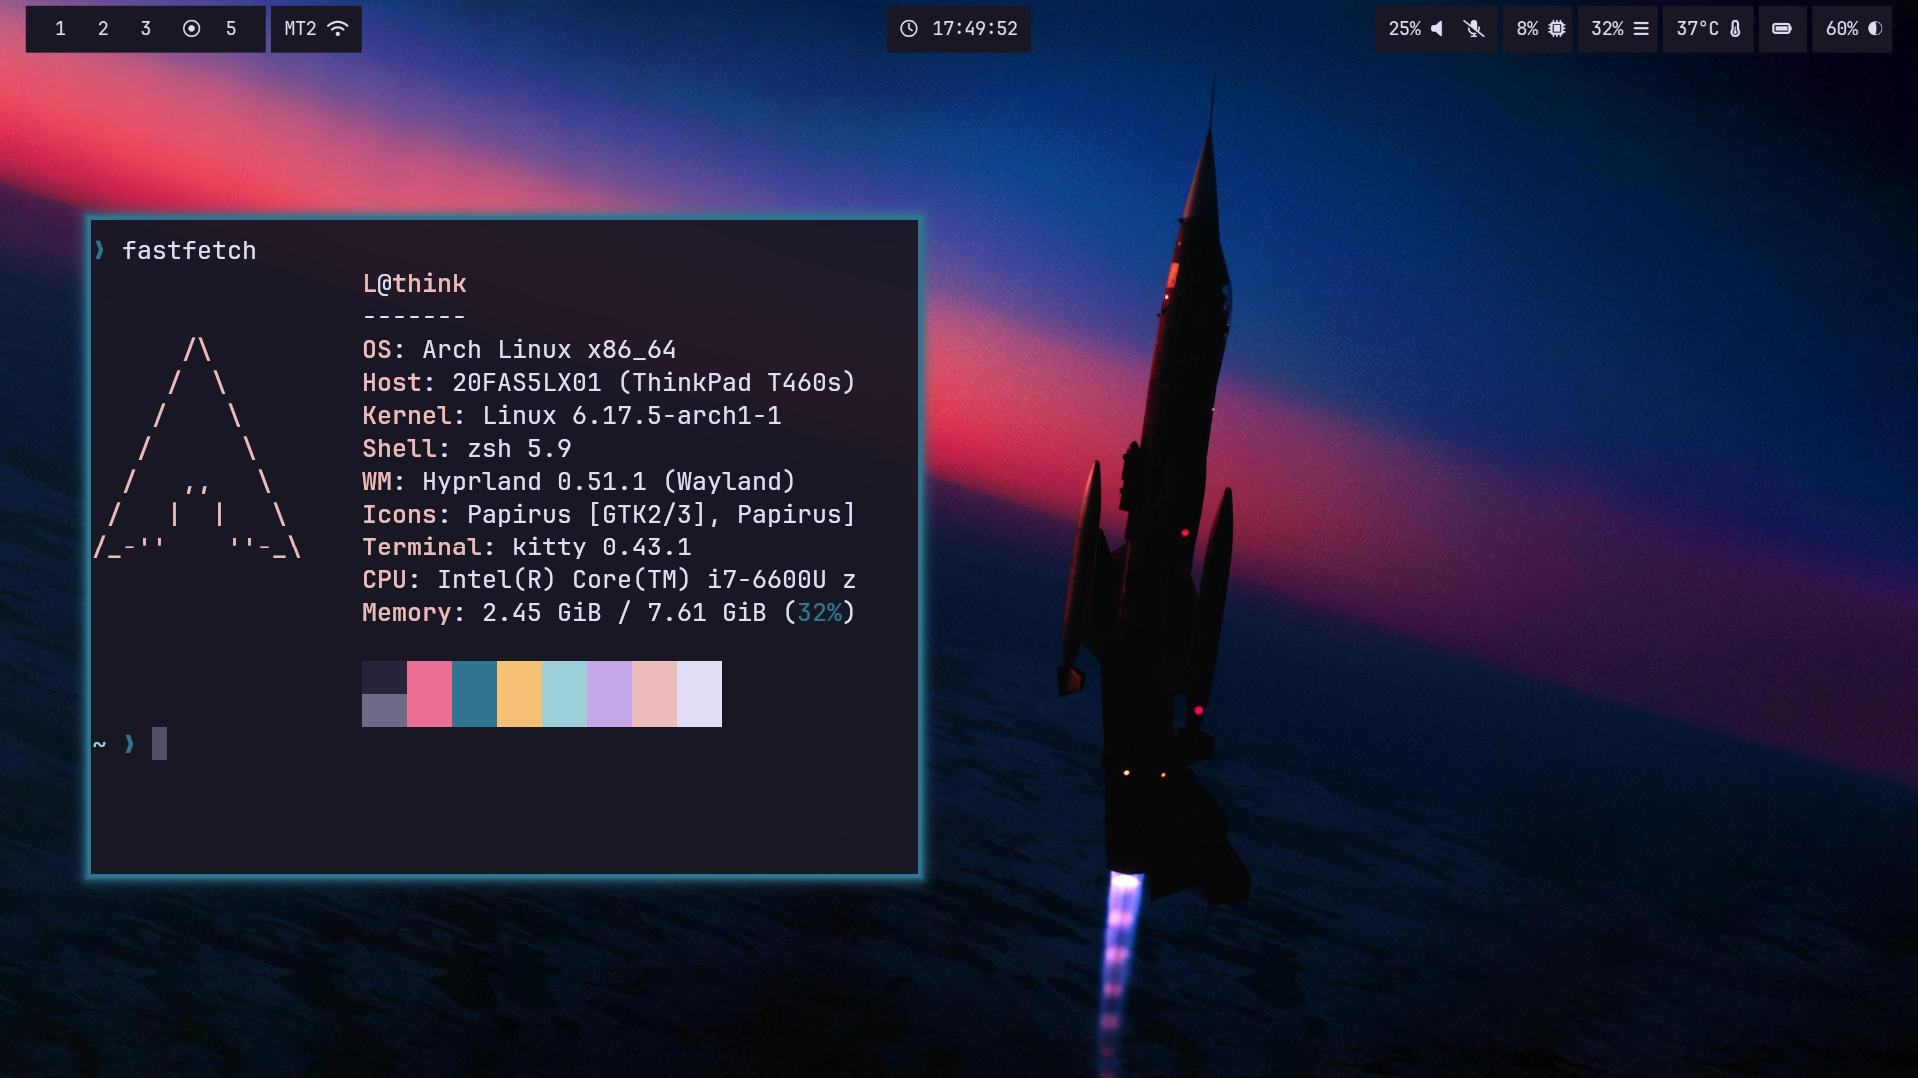 1 2 3 5 MT2 17:49:52 25% 8% 32% 37°C 60%
❯ fastfetch
L@think
-------
OS: Arch Linux x86_64
Host: 20FAS5LX01 (ThinkPad T460s)
Kernel: Linux 6.17.5-arch1-1
Shell: zsh 5.9
WM: Hyprland 0.51.1 (Wayland)
Icons: Papirus [GTK2/3], Papirus]
Terminal: kitty 0.43.1
CPU: Intel(R) Core(TM) i7-6600U z
Memory: 2.45 GiB / 7.61 GiB (32%)
~ ❯